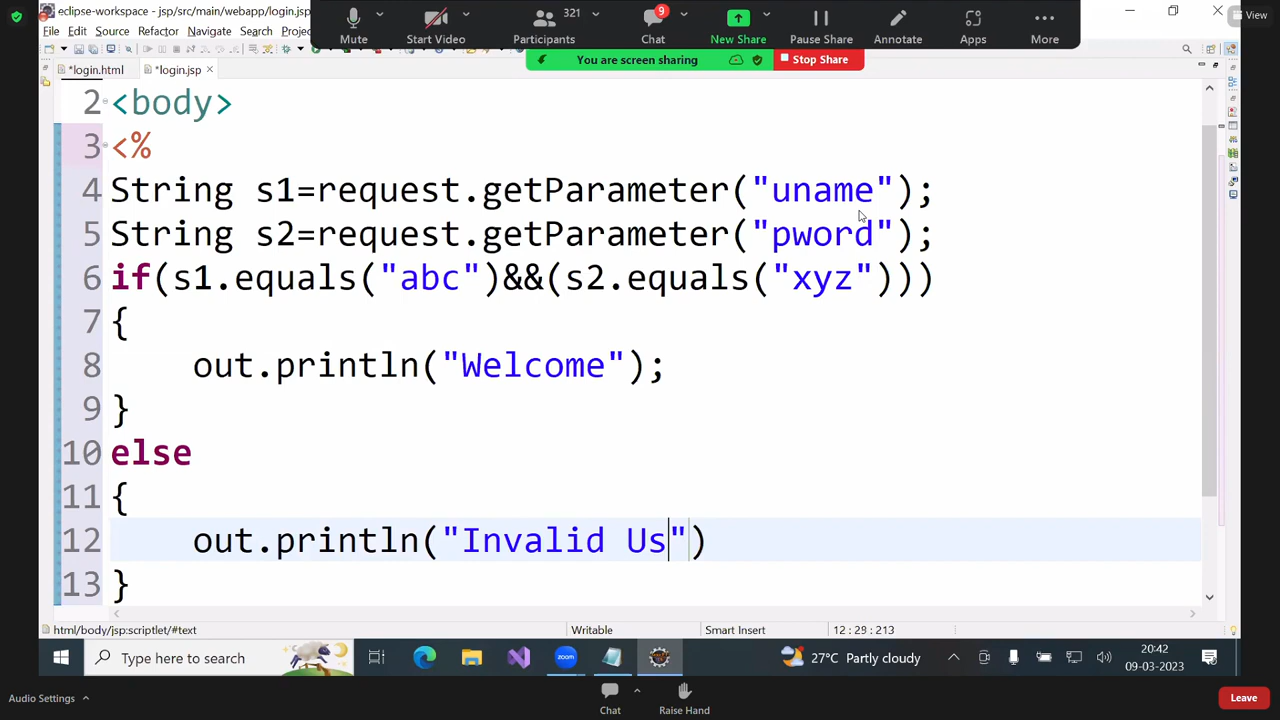 eclipse-workspace - jsp/src/main/webapp/login.jsp
File Edit Source Refactor Navigate Search
Mute
Start Video
321
Participants
9
Chat
New Share
Pause Share
Annotate
Apps
More
View
You are screen sharing
Stop Share
*login.html
*login.jsp
2 <body>
3 <%
4 String s1=request.getParameter("uname");
5 String s2=request.getParameter("pword");
6 if(s1.equals("abc")&&(s2.equals("xyz")))
7 {
8 out.println("Welcome");
9 }
10 else
11 {
12 out.println("Invalid Us")
13 }
html/body/jsp:scriptlet/#text
Writable
Smart Insert
12 : 29 : 213
Type here to search
27°C Partly cloudy
20:42
09-03-2023
Audio Settings
Chat
Raise Hand
Leave